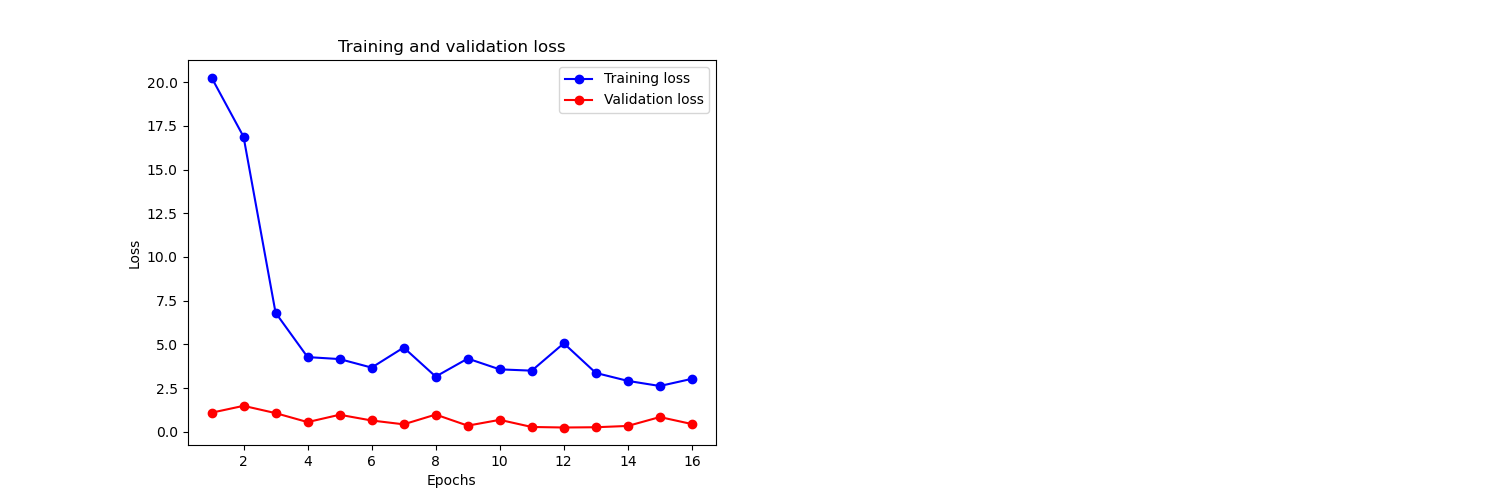 Training and validation loss
Training loss
Validation loss
20.0
17.5
15.0
12.5
10.0
7.5
5.0
2.5
0.0
Loss
2 4 6 8 10 12 14 16
Epochs